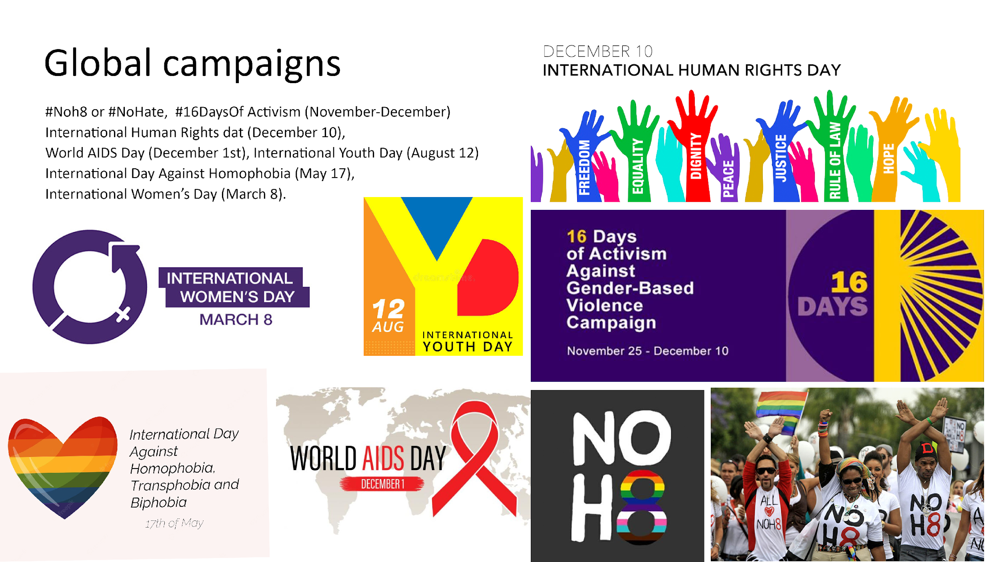 Global campaigns
#Noh8 or #NoHate,  #16DaysOf Activism (November-December)
International Human Rights dat (December 10),
World AIDS Day (December 1st), International Youth Day (August 12)
International Day Against Homophobia (May 17),
International Women’s Day (March 8).
DECEMBER 10
INTERNATIONAL HUMAN RIGHTS DAY
FREEDOM
EQUALITY
DIGNITY
PEACE
JUSTICE
RULE OF LAW
HOPE
INTERNATIONAL
WOMEN’S DAY
MARCH 8
YD
dreamstime.
12
AUG
INTERNATIONAL
YOUTH DAY
16 Days
of Activism
Against
Gender-Based
Violence
Campaign
November 25 - December 10
16
DAYS
International Day
Against
Homophobia,
Transphobia and
Biphobia
17th of May
freepik
WORLD AIDS DAY
DECEMBER 1
NO
H8
ALL
NOH8
NO
H8
D
NO
H8
NO
H8